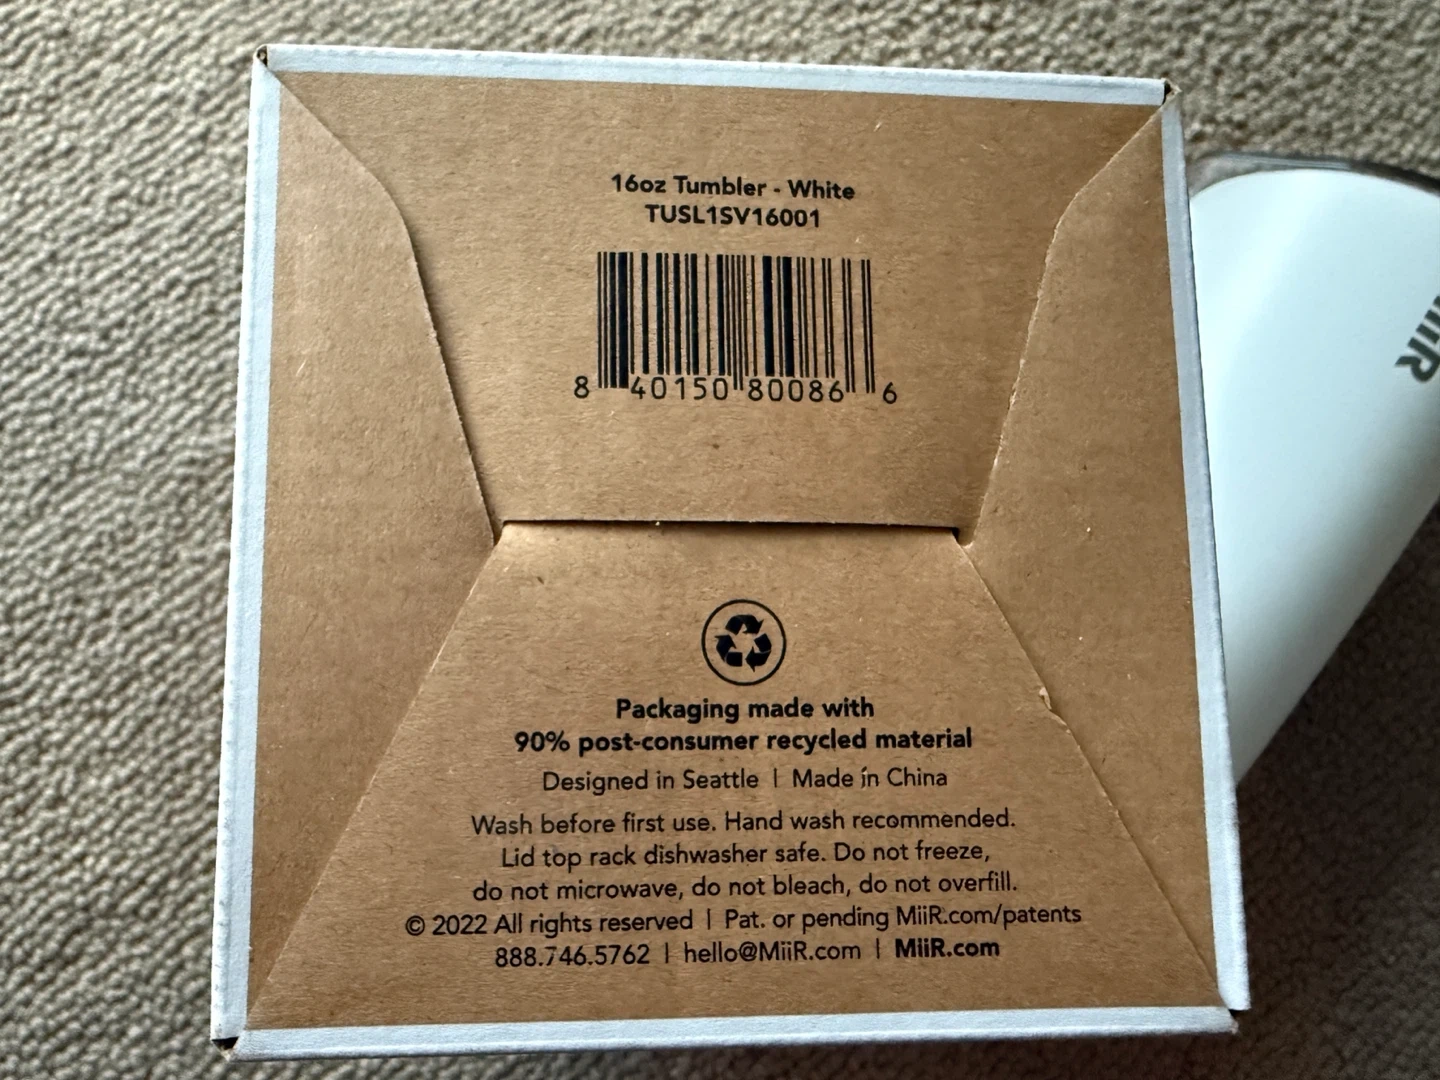 16oz Tumbler - White
TUSL1SV16001
8 40150 80086 6
Packaging made with
90% post-consumer recycled material
Designed in Seattle | Made in China
Wash before first use. Hand wash recommended.
Lid top rack dishwasher safe. Do not freeze,
do not microwave, do not bleach, do not overfill.
© 2022 All rights reserved | Pat. or pending MiiR.com/patents
888.746.5762 | hello@MiiR.com | MiiR.com
MiiR